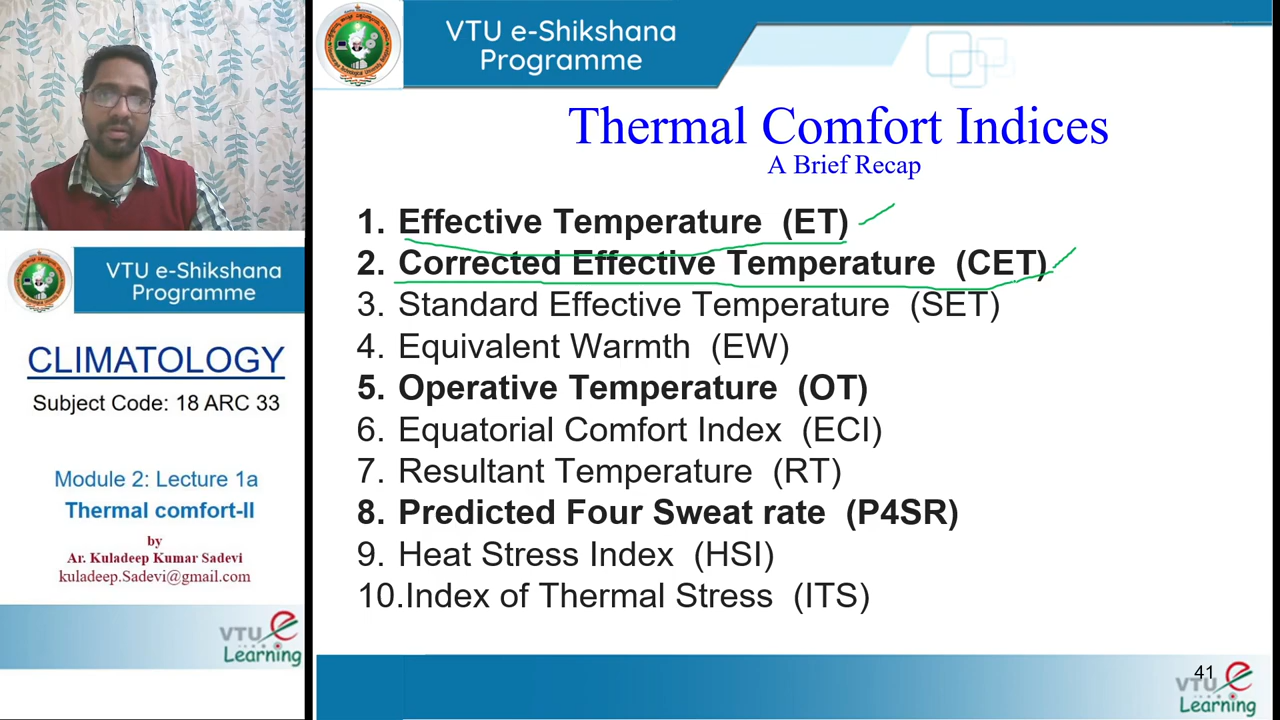 VTU e-Shikshana
Programme
Thermal Comfort Indices
A Brief Recap
1. Effective Temperature (ET)
2. Corrected Effective Temperature (CET)
3. Standard Effective Temperature (SET)
4. Equivalent Warmth (EW)
5. Operative Temperature (OT)
6. Equatorial Comfort Index (ECI)
7. Resultant Temperature (RT)
8. Predicted Four Sweat rate (P4SR)
9. Heat Stress Index (HSI)
10.Index of Thermal Stress (ITS)
41
VTU e
Learning
VTU e-Shikshana
Programme
CLIMATOLOGY
Subject Code: 18 ARC 33
Module 2: Lecture 1a
Thermal comfort-II
by
Ar. Kuladeep Kumar Sadevi
kuladeep.Sadevi@gmail.com
VTU e
Learning